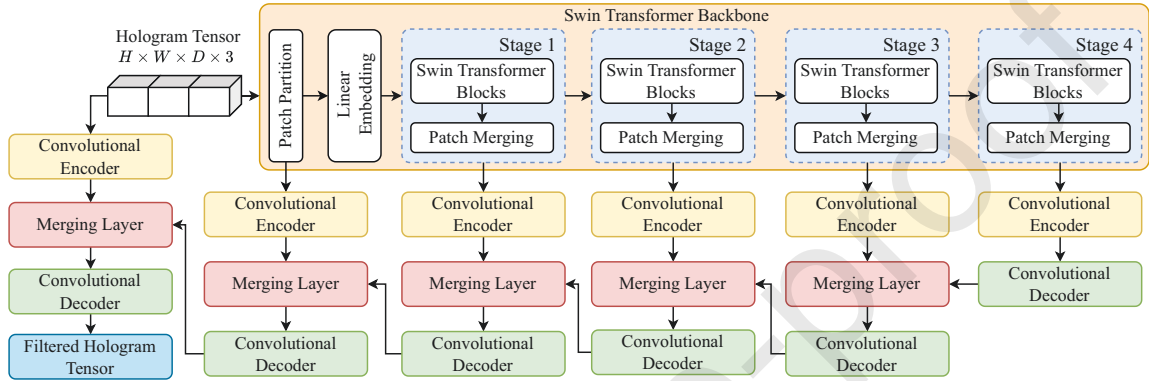 Swin Transformer Backbone
Hologram Tensor
H × W × D × 3
Patch Partition
Linear
Embedding
Stage 1
Swin Transformer
Blocks
Patch Merging
Stage 2
Swin Transformer
Blocks
Patch Merging
Stage 3
Swin Transformer
Blocks
Patch Merging
Stage 4
Swin Transformer
Blocks
Patch Merging
Convolutional
Encoder
Merging Layer
Convolutional
Decoder
Filtered Hologram
Tensor
Convolutional
Encoder
Merging Layer
Convolutional
Decoder
Convolutional
Encoder
Merging Layer
Convolutional
Decoder
Convolutional
Encoder
Merging Layer
Convolutional
Decoder
Convolutional
Encoder
Merging Layer
Convolutional
Decoder
Convolutional
Encoder
Convolutional
Decoder
-proof